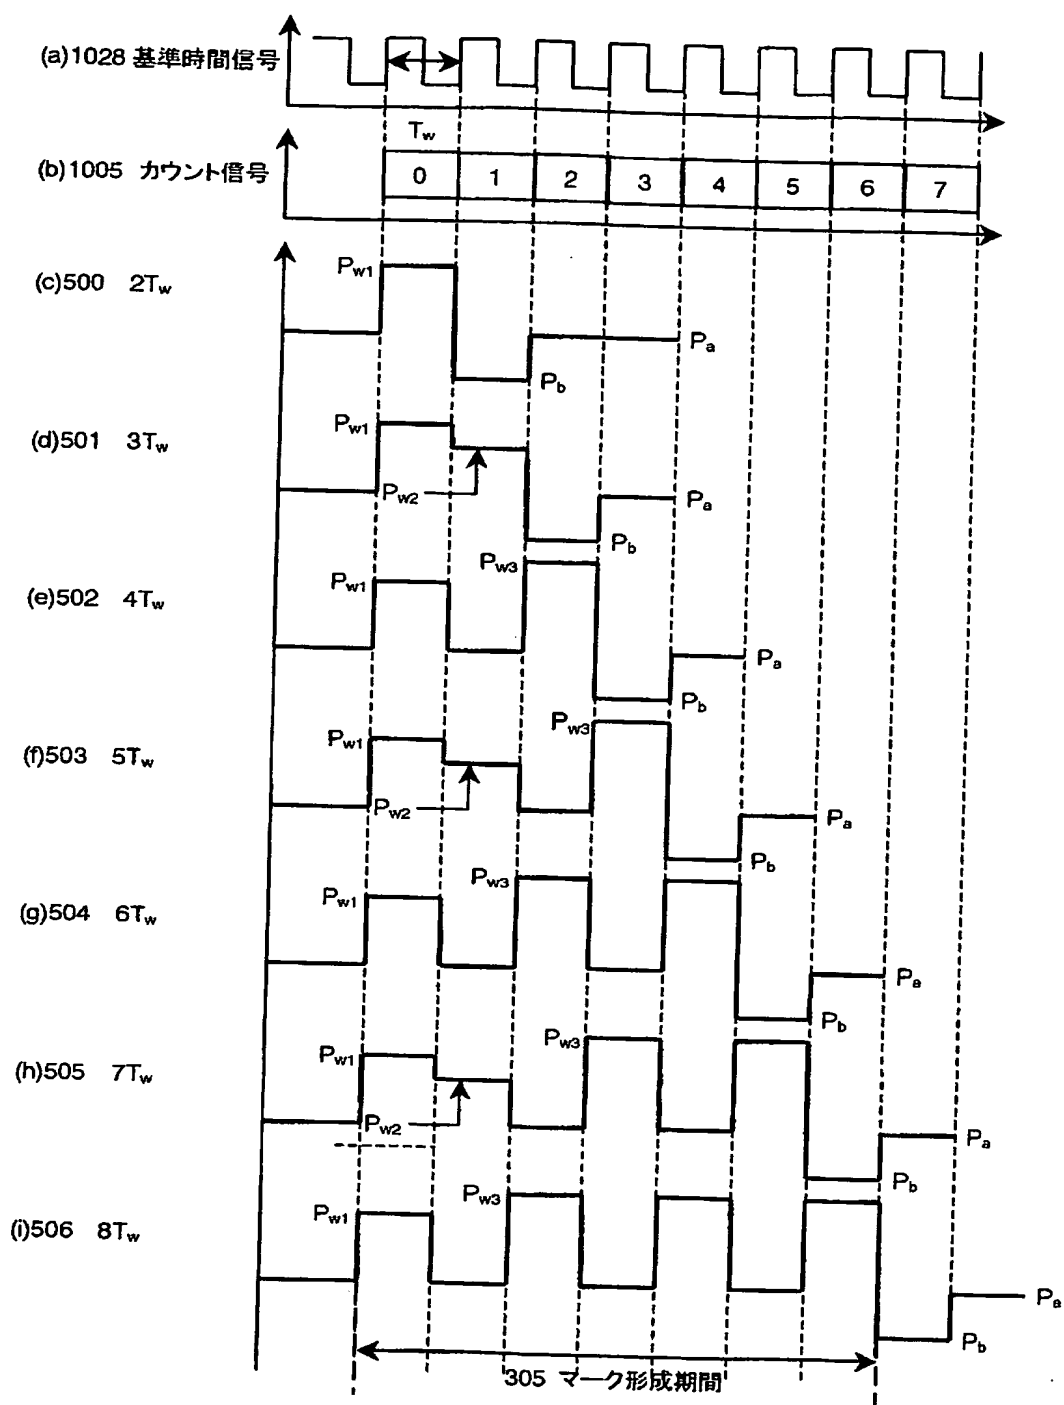 (a)1028 基準時間信号
Tw
(b)1005 カウント信号
0 1 2 3 4 5 6 7
(c)500 2Tw
Pw1
Pa
Pb
(d)501 3Tw
Pw1
Pw2
Pa
Pb
(e)502 4Tw
Pw1
Pw3
Pa
Pb
(f)503 5Tw
Pw1
Pw2
Pw3
Pa
Pb
(g)504 6Tw
Pw1
Pw3
Pa
Pb
(h)505 7Tw
Pw1
Pw2
Pw3
Pa
Pb
(i)506 8Tw
Pw1
Pw3
Pa
Pb
305 マーク形成期間